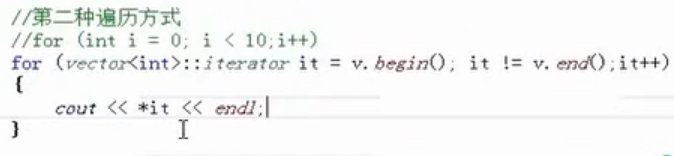 //第二种遍历方式
//for (int i = 0; i < 10;i++)
for (vector<int>::iterator it = v.begin(); it != v.end();it++)
{
cout << *it << endl;
}